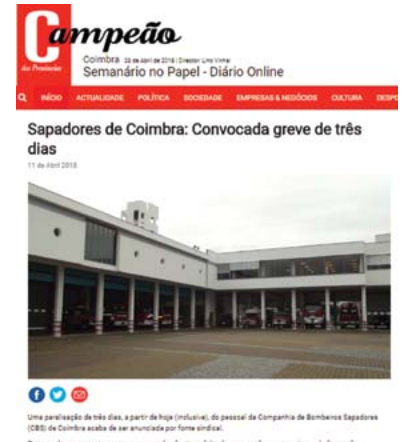 Campeão
das Províncias
Coimbra 
Semanário no Papel - Diário Online
INÍCIO ACTUALIDADE POLÍTICA SOCIEDADE EMPRESAS & NEGÓCIOS CULTURA DESPO
Sapadores de Coimbra: Convocada greve de três
dias
11 de Abril 2018
Uma paralisação de três dias, a partir de hoje (inclusive), do pessoal da Companhia de Bombeiros Sapadores
(CBS) de Coimbra acaba de ser anunciada por fonte sindical.